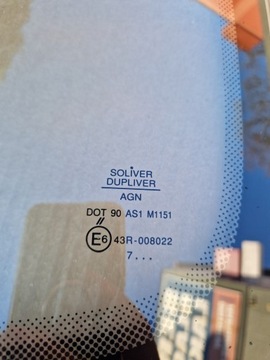 SOLIVER
DUPLIVER
AGN
DOT 90 AS1 M1151
//
E6 43R-008022
7...